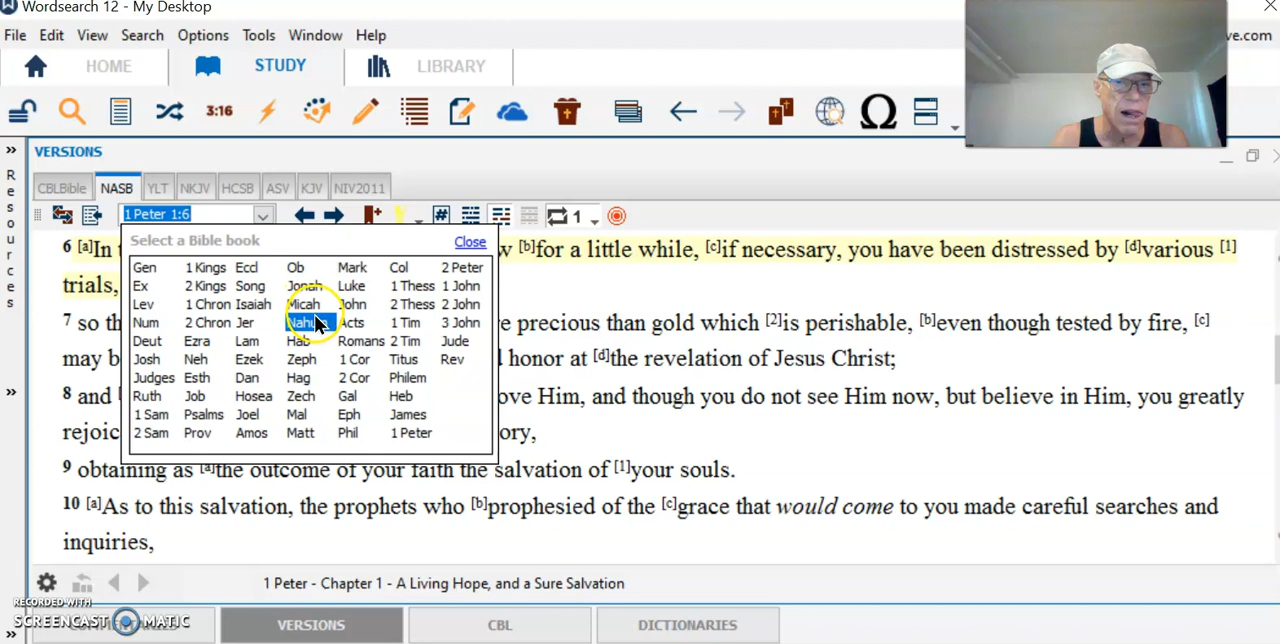 Wordsearch 12 - My Desktop
File Edit View Search Options Tools Window Help
ve.com
HOME STUDY LIBRARY
3:16
VERSIONS
CBLBible NASB YLT NKJV HCSB ASV KJV NIV2011
1 Peter 1:6
1
Resources
Select a Bible book Close
Gen 1 Kings Eccl Ob Mark Col 2 Peter
Ex 2 Kings Song Jonah Luke 1 Thess 1 John
Lev 1 Chron Isaiah Micah John 2 Thess 2 John
Num 2 Chron Jer Nahum Acts 1 Tim 3 John
Deut Ezra Lam Hab Romans 2 Tim Jude
Josh Neh Ezek Zeph 1 Cor Titus Rev
Judges Esth Dan Hag 2 Cor Philem
Ruth Job Hosea Zech Gal Heb
1 Sam Psalms Joel Mal Eph James
2 Sam Prov Amos Matt Phil 1 Peter
6 [a]In for a little while, [c]if necessary, you have been distressed by [d]various [1]
trials,
7 so precious than gold which [2]is perishable, [b]even though tested by fire, [c]
may honor at [d]the revelation of Jesus Christ;
8 and Him, and though you do not see Him now, but believe in Him, you greatly
9 obtaining as [a]the outcome of your faith the salvation of [1]your souls.
10 [a]As to this salvation, the prophets who [b]prophesied of the [c]grace that would come to you made careful searches and
inquiries,
1 Peter - Chapter 1 - A Living Hope, and a Sure Salvation
RECORDED WITH
SCREENCAST MATIC
VERSIONS CBL DICTIONARIES